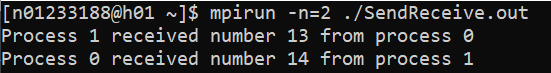 [n01233188@h01 ~]$ mpirun -n=2 ./SendReceive.out
Process 1 received number 13 from process 0
Process 0 received number 14 from process 1